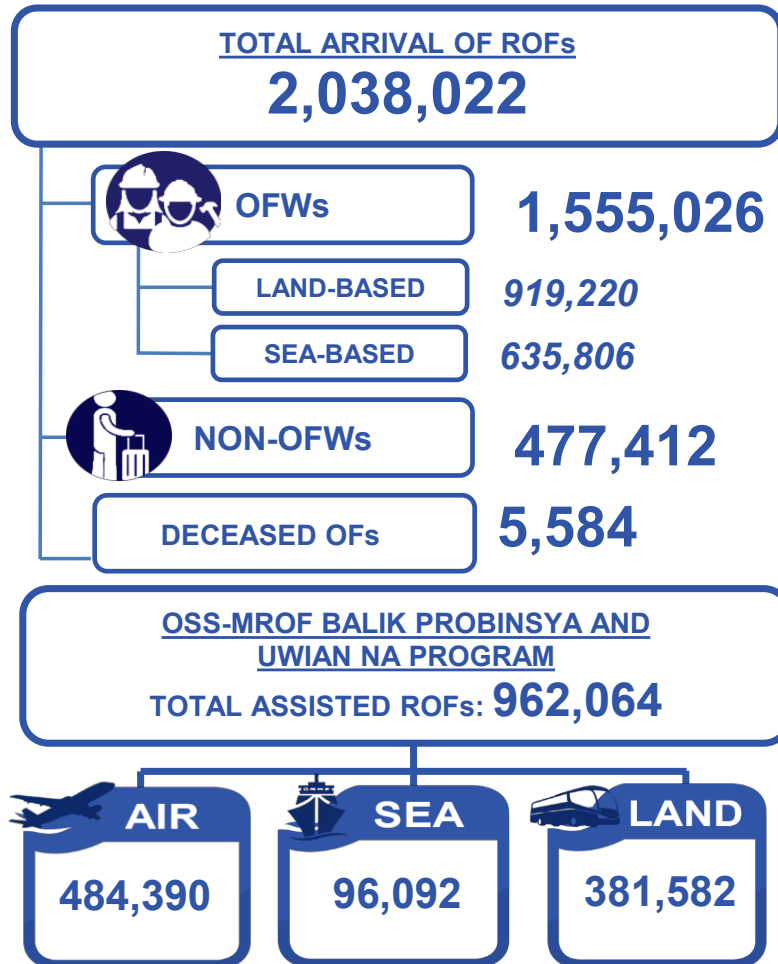 TOTAL ARRIVAL OF ROFs
2,038,022
OFWs 1,555,026
LAND-BASED 919,220
SEA-BASED 635,806
NON-OFWs 477,412
DECEASED OFs 5,584
OSS-MROF BALIK PROBINSYA AND
UWIAN NA PROGRAM
TOTAL ASSISTED ROFs: 962,064
AIR
484,390
SEA
96,092
LAND
381,582